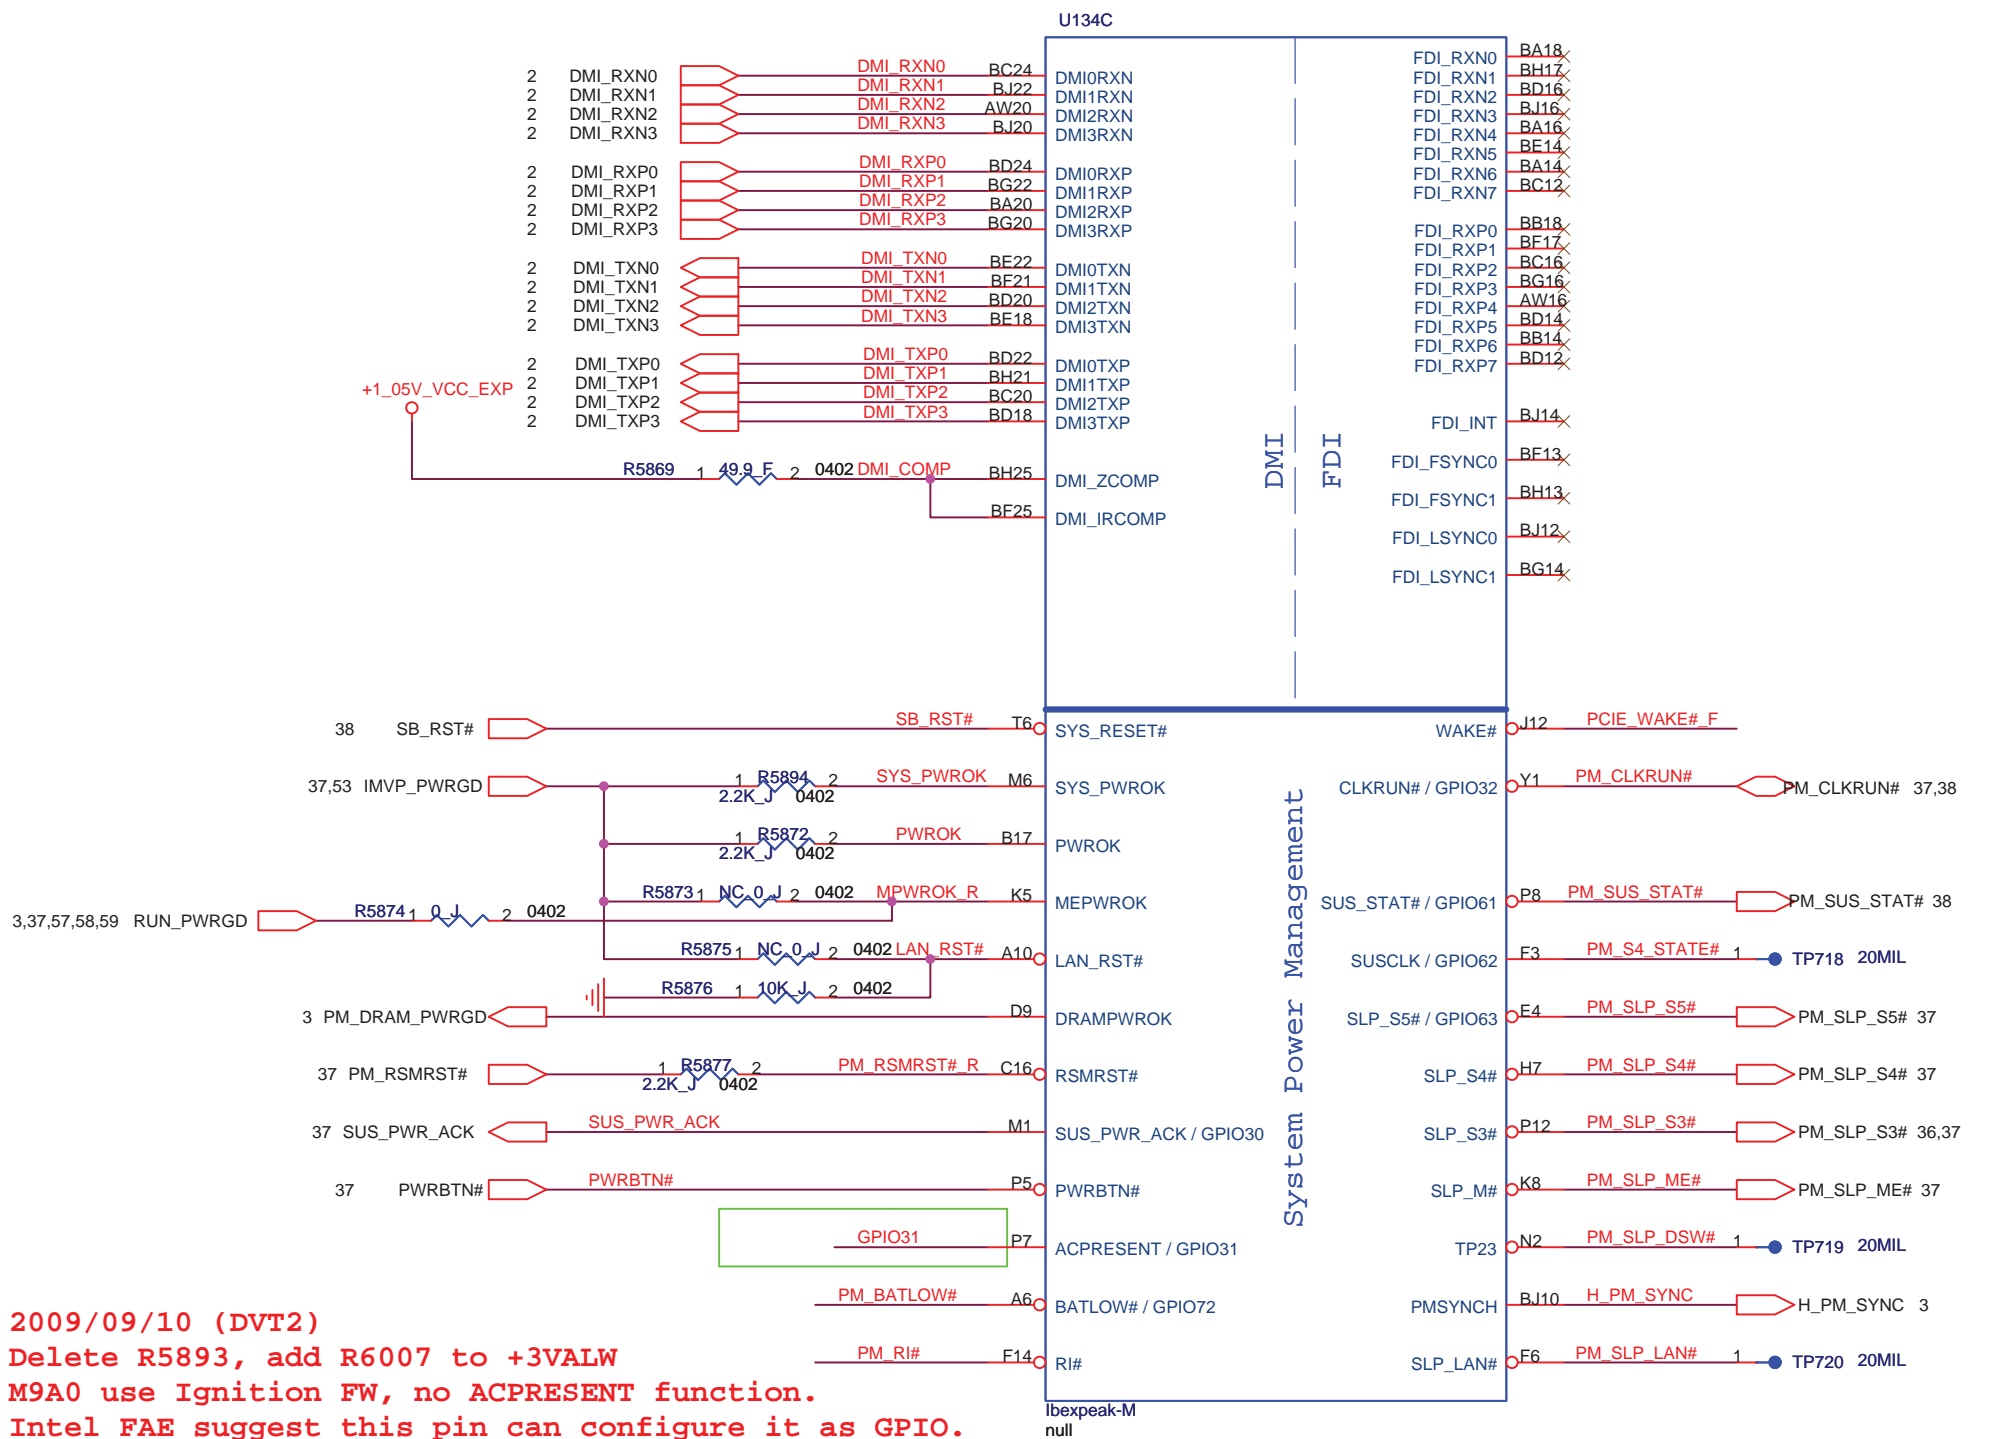 U134C
2 DMI_RXN0 DMI_RXN0 BC24 DMI0RXN
2 DMI_RXN1 DMI_RXN1 BJ22 DMI1RXN
2 DMI_RXN2 DMI_RXN2 AW20 DMI2RXN
2 DMI_RXN3 DMI_RXN3 BJ20 DMI3RXN
2 DMI_RXP0 DMI_RXP0 BD24 DMI0RXP
2 DMI_RXP1 DMI_RXP1 BG22 DMI1RXP
2 DMI_RXP2 DMI_RXP2 BA20 DMI2RXP
2 DMI_RXP3 DMI_RXP3 BG20 DMI3RXP
2 DMI_TXN0 DMI_TXN0 BE22 DMI0TXN
2 DMI_TXN1 DMI_TXN1 BF21 DMI1TXN
2 DMI_TXN2 DMI_TXN2 BD20 DMI2TXN
2 DMI_TXN3 DMI_TXN3 BE18 DMI3TXN
2 DMI_TXP0 DMI_TXP0 BD22 DMI0TXP
2 DMI_TXP1 DMI_TXP1 BH21 DMI1TXP
2 DMI_TXP2 DMI_TXP2 BC20 DMI2TXP
2 DMI_TXP3 DMI_TXP3 BD18 DMI3TXP
+1_05V_VCC_EXP
R5869 1 49.9_F 2 0402 DMI_COMP BH25 DMI_ZCOMP
BF25 DMI_IRCOMP
DMI
FDI
FDI_RXN0 BA18
FDI_RXN1 BH17
FDI_RXN2 BD16
FDI_RXN3 BJ16
FDI_RXN4 BA16
FDI_RXN5 BE14
FDI_RXN6 BA14
FDI_RXN7 BC12
FDI_RXP0 BB18
FDI_RXP1 BF17
FDI_RXP2 BC16
FDI_RXP3 BG16
FDI_RXP4 AW16
FDI_RXP5 BD14
FDI_RXP6 BB14
FDI_RXP7 BD12
FDI_INT BJ14
FDI_FSYNC0 BF13
FDI_FSYNC1 BH13
FDI_LSYNC0 BJ12
FDI_LSYNC1 BG14
38 SB_RST# SB_RST# T6 SYS_RESET#
37,53 IMVP_PWRGD 1 R5894 2 SYS_PWROK M6 SYS_PWROK
2.2K_J 0402
1 R5872 2 PWROK B17 PWROK
2.2K_J 0402
R5873 1 NC_0_J 2 0402 MPWROK_R K5 MEPWROK
3,37,57,58,59 RUN_PWRGD R5874 1 0_J 2 0402
R5875 1 NC_0_J 2 0402 LAN_RST# A10 LAN_RST#
R5876 1 10K_J 2 0402
3 PM_DRAM_PWRGD D9 DRAMPWROK
37 PM_RSMRST# 1 R5877 2 PM_RSMRST#_R C16 RSMRST#
2.2K_J 0402
37 SUS_PWR_ACK SUS_PWR_ACK M1 SUS_PWR_ACK / GPIO30
37 PWRBTN# PWRBTN# P5 PWRBTN#
GPIO31 P7 ACPRESENT / GPIO31
PM_BATLOW# A6 BATLOW# / GPIO72
PM_RI# F14 RI#
System Power Management
WAKE# J12 PCIE_WAKE#_F
CLKRUN# / GPIO32 Y1 PM_CLKRUN# PM_CLKRUN# 37,38
SUS_STAT# / GPIO61 P8 PM_SUS_STAT# PM_SUS_STAT# 38
SUSCLK / GPIO62 F3 PM_S4_STATE# 1 TP718 20MIL
SLP_S5# / GPIO63 E4 PM_SLP_S5# PM_SLP_S5# 37
SLP_S4# H7 PM_SLP_S4# PM_SLP_S4# 37
SLP_S3# P12 PM_SLP_S3# PM_SLP_S3# 36,37
SLP_M# K8 PM_SLP_ME# PM_SLP_ME# 37
TP23 N2 PM_SLP_DSW# 1 TP719 20MIL
PMSYNCH BJ10 H_PM_SYNC H_PM_SYNC 3
SLP_LAN# F6 PM_SLP_LAN# 1 TP720 20MIL
Ibexpeak-M
null
2009/09/10 (DVT2)
Delete R5893, add R6007 to +3VALW
M9A0 use Ignition FW, no ACPRESENT function.
Intel FAE suggest this pin can configure it as GPIO.